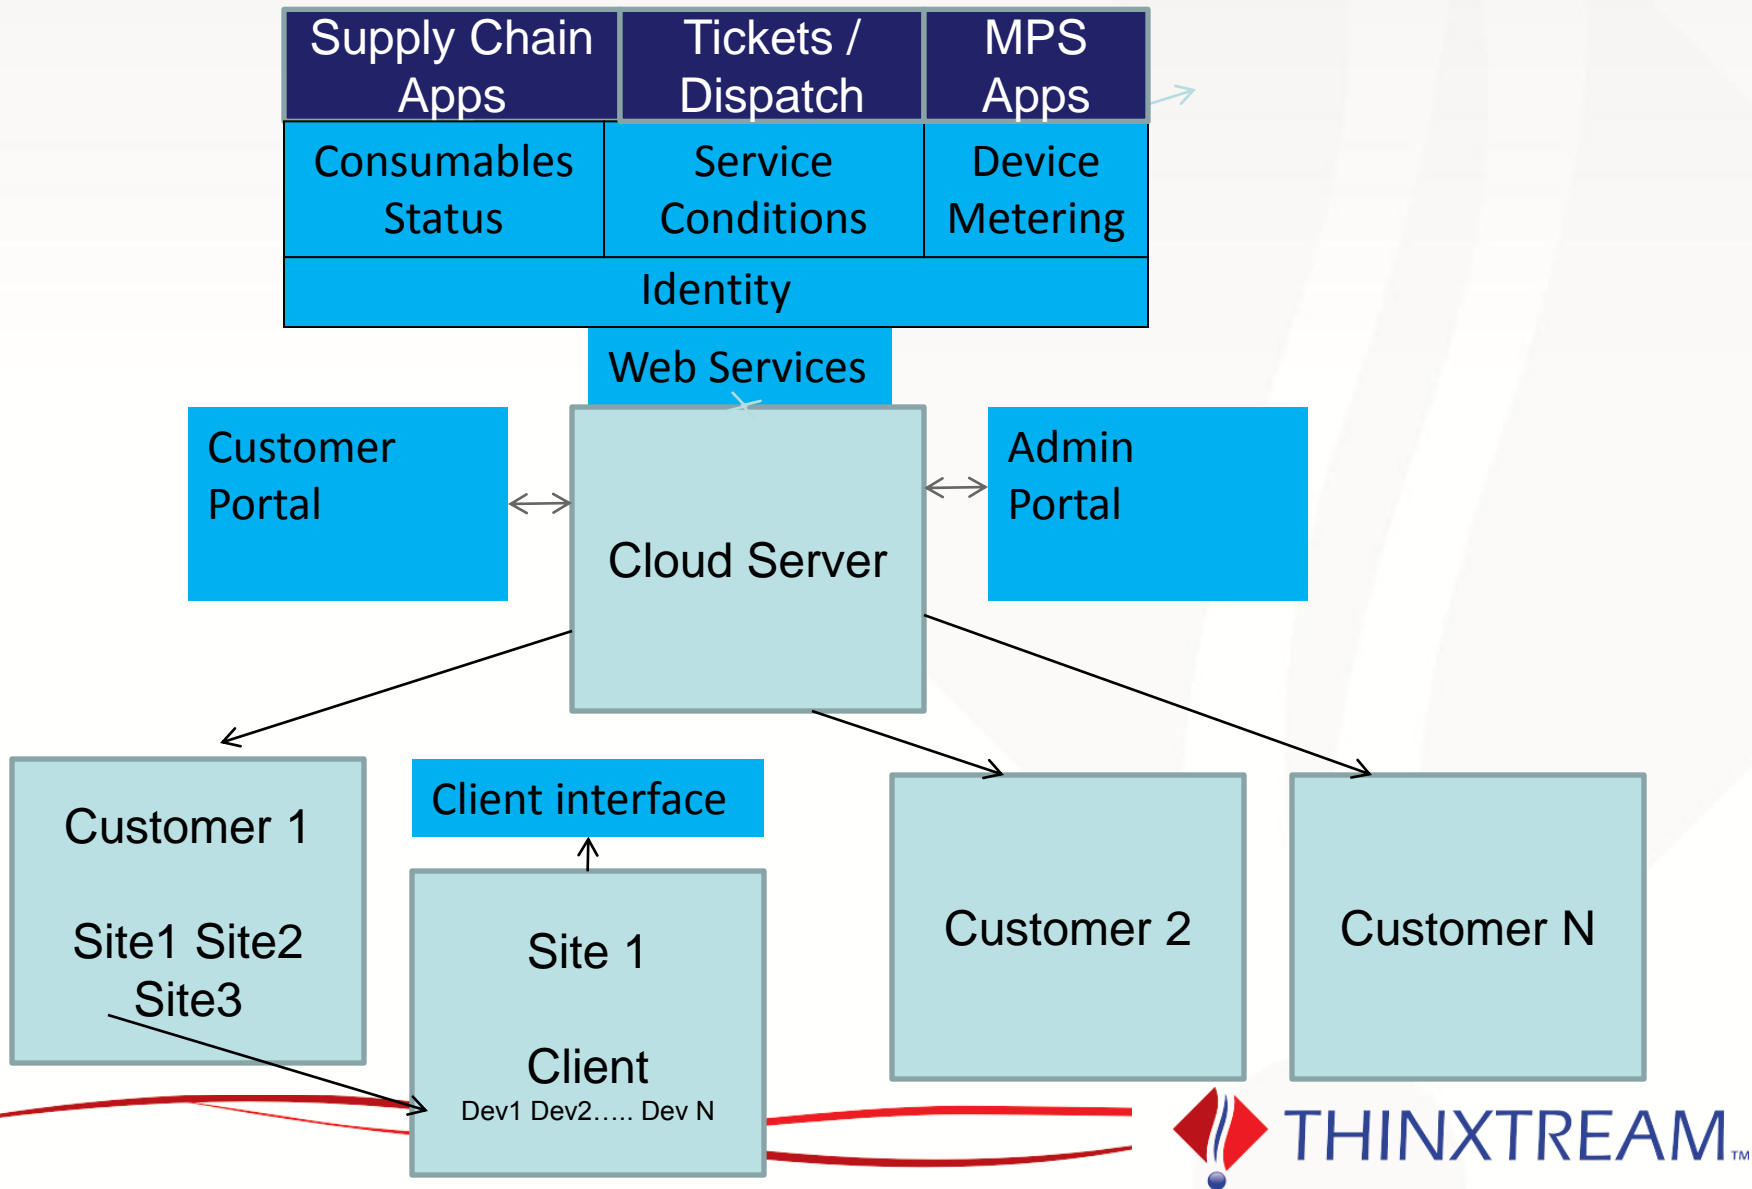 Supply Chain
Apps
Tickets /
Dispatch
MPS
Apps
Consumables
Status
Service
Conditions
Device
Metering
Identity
Web Services
Customer
Portal
Cloud Server
Admin
Portal
Customer 1
Site1 Site2
Site3
Client interface
Site 1
Client
Dev1 Dev2..... Dev N
Customer 2
Customer N
THINXTREAM™